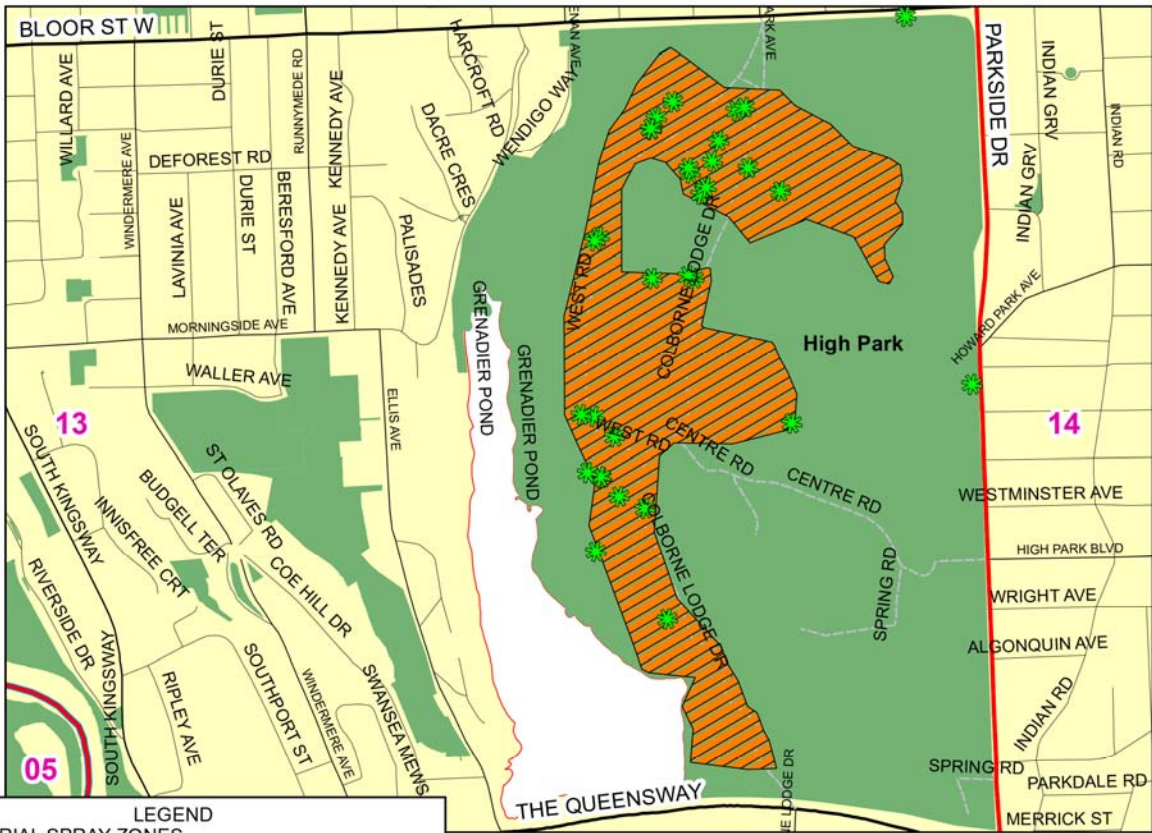 BLOOR ST W
WILLARD AVE
DURIE ST
RUNNYMEDE RD
KENNEDY AVE
HARCROFT RD
WENDIGO WAY
DACRE CRES
PARKSIDE DR
INDIAN GRV
INDIAN RD
WINDERMERE AVE
DEFOREST RD
LAVINIA AVE
DURIE ST
BERESFORD AVE
KENNEDY AVE
PALISADES
INDIAN GRV
MORNINGSIDE AVE
WALLER AVE
GRENADIER POND
GRENADIER POND
WEST RD
COLBORNE LODGE DR
High Park
HOWARD PARK AVE
ELLIS AVE
13
14
SOUTH KINGSWAY
ST OLAVES RD
BUDGELL TER
INNISFREE CRT
COE HILL DR
RIVERSIDE DR
WEST RD
CENTRE RD
CENTRE RD
WESTMINSTER AVE
HIGH PARK BLVD
WRIGHT AVE
COLBORNE LODGE DR
SPRING RD
ALGONQUIN AVE
SOUTH KINGSWAY
RIPLEY AVE
SOUTHPORT ST
WINDERMERE AVE
SWANSEA MEWS
INDIAN RD
05
SPRING RD
PARKDALE RD
THE QUEENSWAY
MERRICK ST
LEGEND